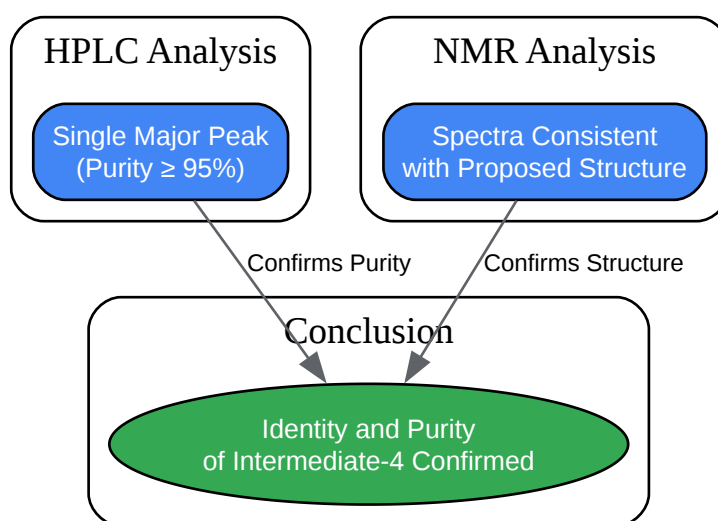 HPLC Analysis
NMR Analysis
Single Major Peak
(Purity ≥ 95%)
Spectra Consistent
with Proposed Structure
Confirms Purity
Confirms Structure
Conclusion
Identity and Purity
of Intermediate-4 Confirmed